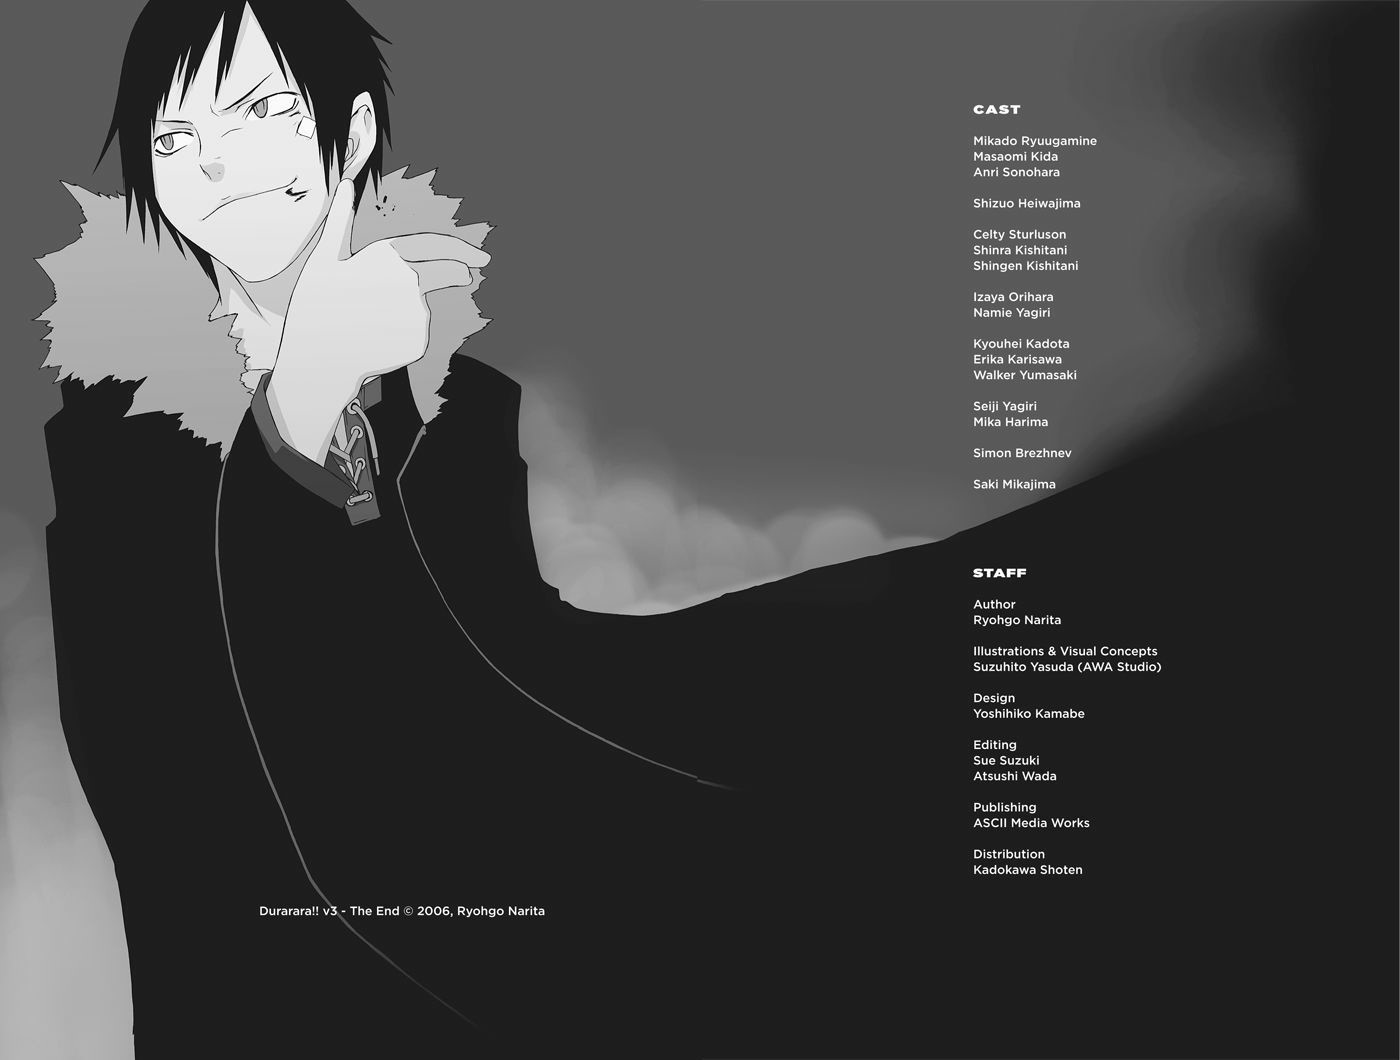 CAST
Mikado Ryuugamine
Masaomi Kida
Anri Sonohara
Shizuo Heiwajima
Celty Sturluson
Shinra Kishitani
Shingen Kishitani
Izaya Orihara
Namie Yagiri
Kyouhei Kadota
Erika Karisawa
Walker Yumasaki
Seiji Yagiri
Mika Harima
Simon Brezhnev
Saki Mikajima
STAFF
Author
Ryohgo Narita
Illustrations & Visual Concepts
Suzuhito Yasuda (AWA Studio)
Design
Yoshihiko Kamabe
Editing
Sue Suzuki
Atsushi Wada
Publishing
ASCII Media Works
Distribution
Kadokawa Shoten
Durarara!! v3 - The End © 2006, Ryohgo Narita